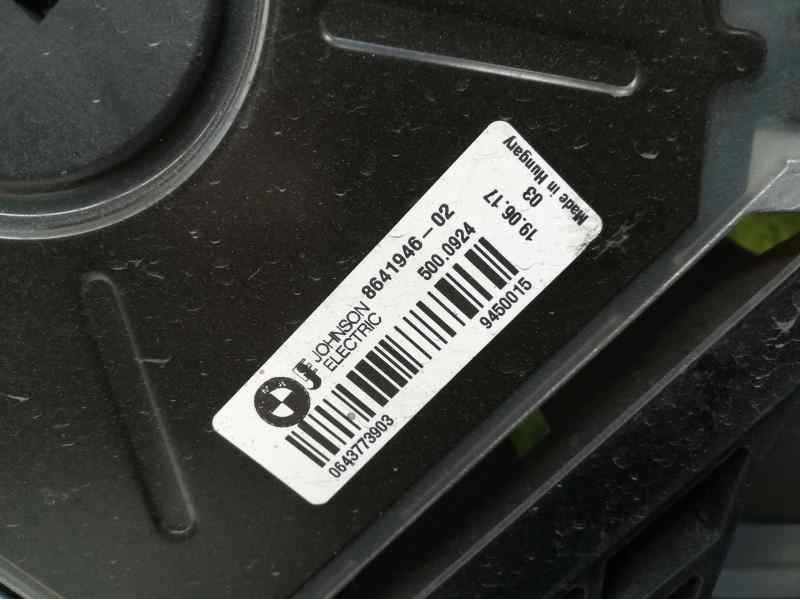 JOHNSON
ELECTRIC
8641946-02
500.0924
19.06.17
03
Made in Hungary
0643773903
9450015